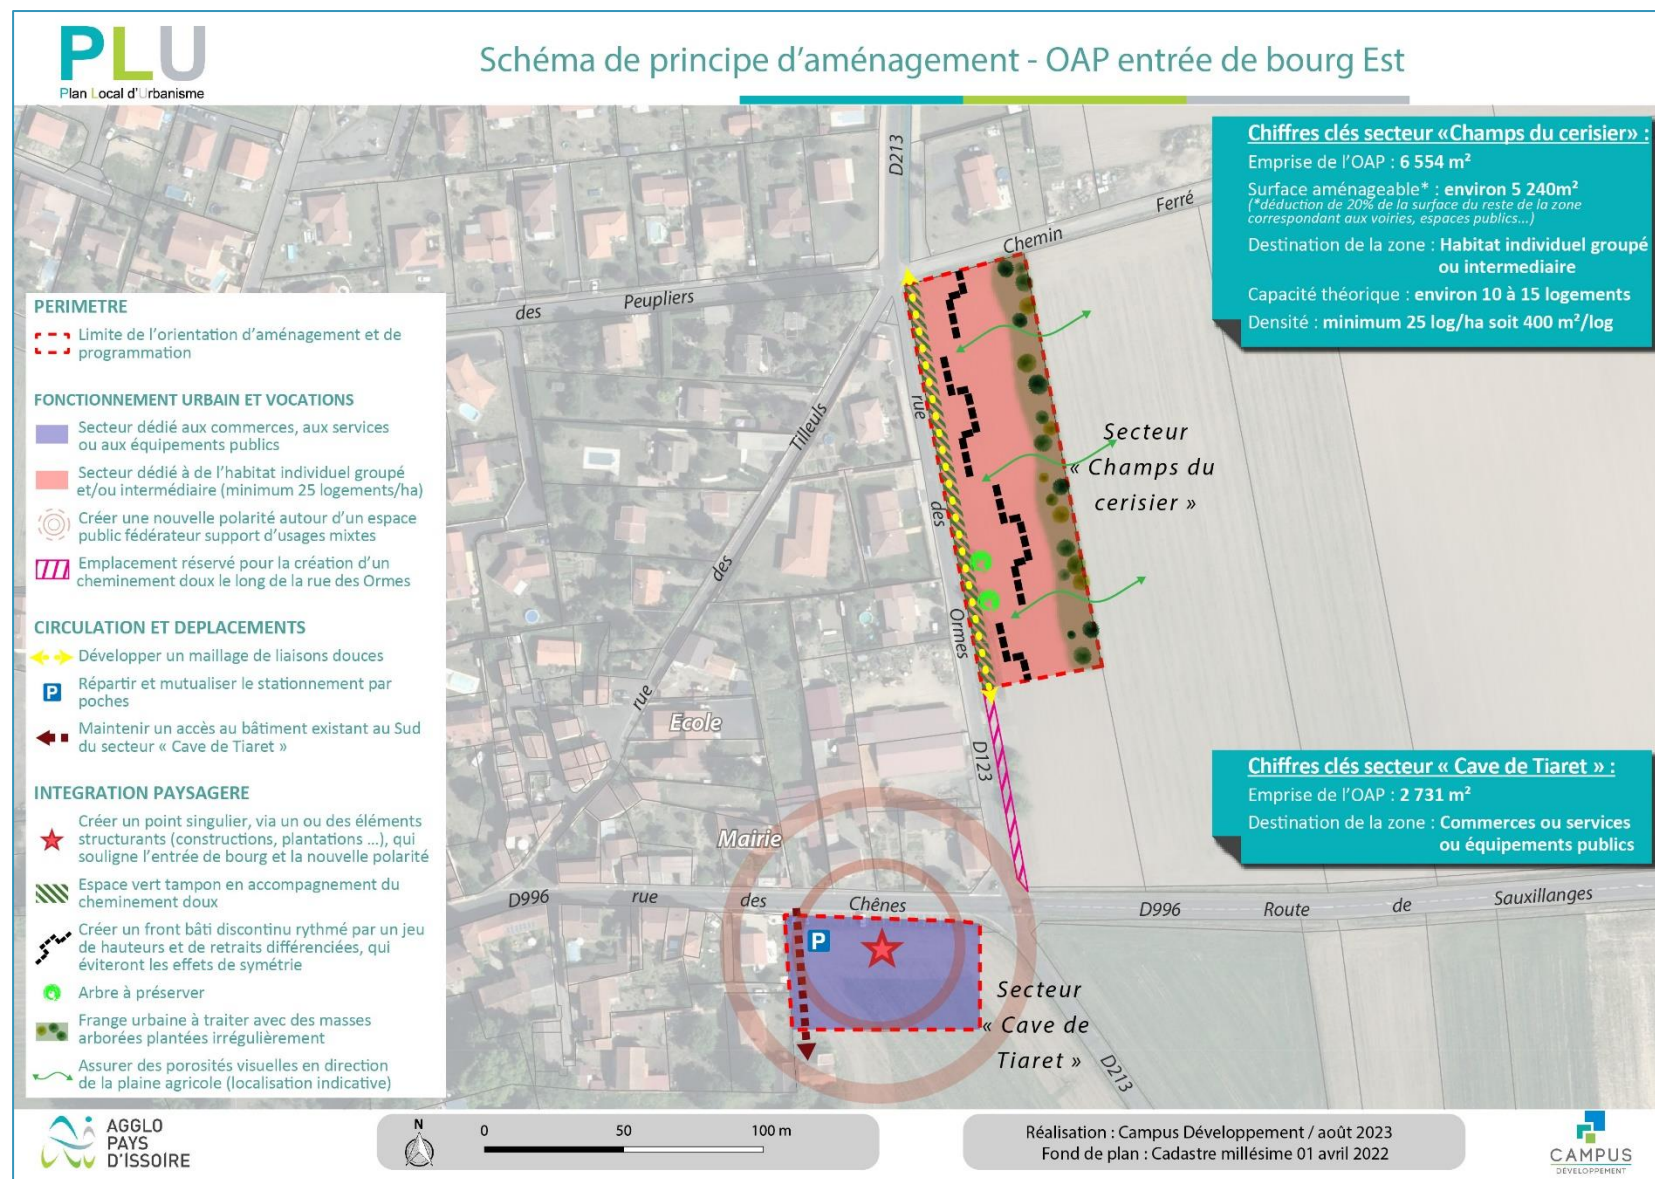 PLU
Plan Local d'Urbanisme
Schéma de principe d'aménagement - OAP entrée de bourg Est
Chiffres clés secteur «Champs du cerisier» :
Emprise de l'OAP : 6 554 m²
Surface aménageable* : environ 5 240m²
(*déduction de 20% de la surface du reste de la zone
correspondant aux voiries, espaces publics...)
Destination de la zone : Habitat individuel groupé
ou intermediaire
Capacité théorique : environ 10 à 15 logements
Densité : minimum 25 log/ha soit 400 m²/log
PERIMETRE
Limite de l'orientation d'aménagement et de
programmation
FONCTIONNEMENT URBAIN ET VOCATIONS
Secteur dédié aux commerces, aux services
ou aux équipements publics
Secteur dédié à de l'habitat individuel groupé
et/ou intermédiaire (minimum 25 logements/ha)
Créer une nouvelle polarité autour d'un espace
public fédérateur support d'usages mixtes
Emplacement réservé pour la création d'un
cheminement doux le long de la rue des Ormes
CIRCULATION ET DEPLACEMENTS
Développer un maillage de liaisons douces
P
Répartir et mutualiser le stationnement par
poches
Maintenir un accès au bâtiment existant au Sud
du secteur « Cave de Tiaret »
INTEGRATION PAYSAGERE
Créer un point singulier, via un ou des éléments
structurants (constructions, plantations ...), qui
souligne l'entrée de bourg et la nouvelle polarité
Espace vert tampon en accompagnement du
cheminement doux
Créer un front bâti discontinu rythmé par un jeu
de hauteurs et de retraits différenciées, qui
éviteront les effets de symétrie
Arbre à préserver
Frange urbaine à traiter avec des masses
arborées plantées irrégulièrement
Assurer des porosités visuelles en direction
de la plaine agricole (localisation indicative)
D213
Chemin Ferré
des Peupliers
rue des Tilleuls
rue des Ormes
Secteur
« Champs du
cerisier »
Ecole
D123
Mairie
D996 rue des Chênes
D996 Route de Sauxillanges
P
Secteur
« Cave de
Tiaret »
D213
Chiffres clés secteur « Cave de Tiaret » :
Emprise de l'OAP : 2 731 m²
Destination de la zone : Commerces ou services
ou équipements publics
AGGLO
PAYS
D'ISSOIRE
N
0 50 100 m
Réalisation : Campus Développement / août 2023
Fond de plan : Cadastre millésime 01 avril 2022
CAMPUS
DÉVELOPPEMENT